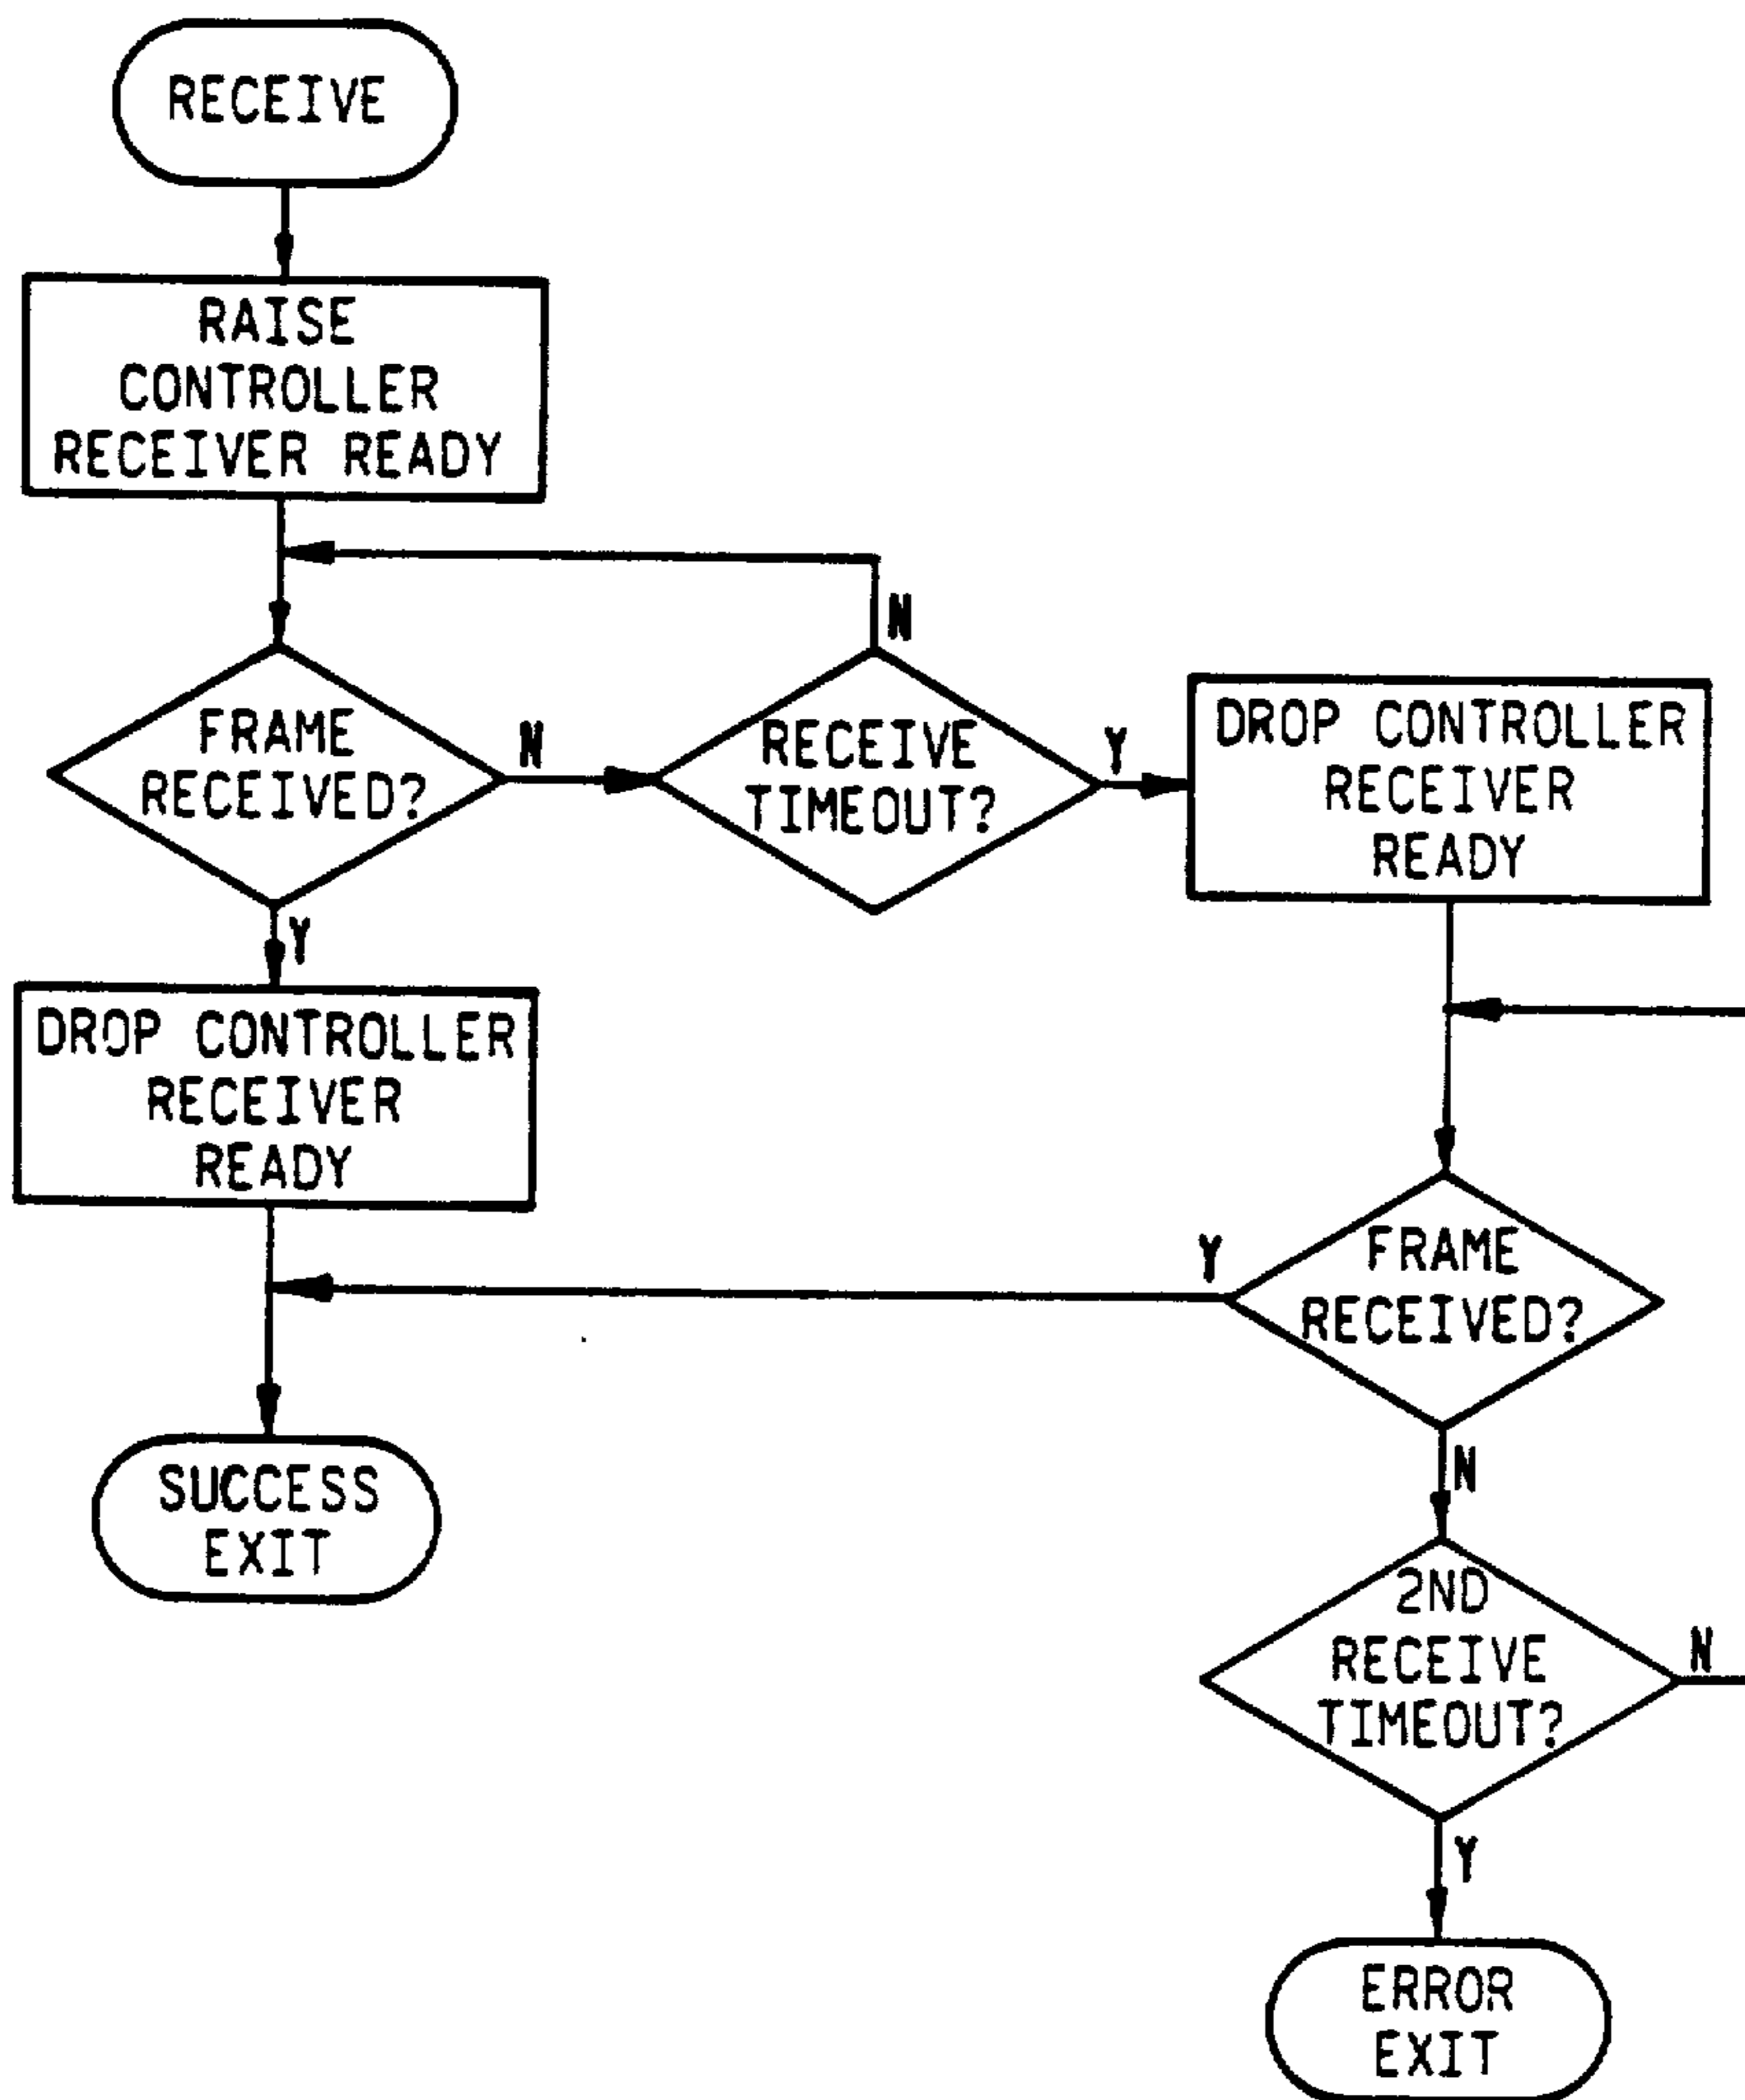 RECEIVE
RAISE
CONTROLLER
RECEIVER READY
N
FRAME
RECEIVED?
N
RECEIVE
TIMEOUT?
Y
DROP CONTROLLER
RECEIVER
READY
Y
DROP CONTROLLER
RECEIVER
READY
Y
FRAME
RECEIVED?
N
SUCCESS
EXIT
2ND
RECEIVE
TIMEOUT?
N
Y
ERROR
EXIT